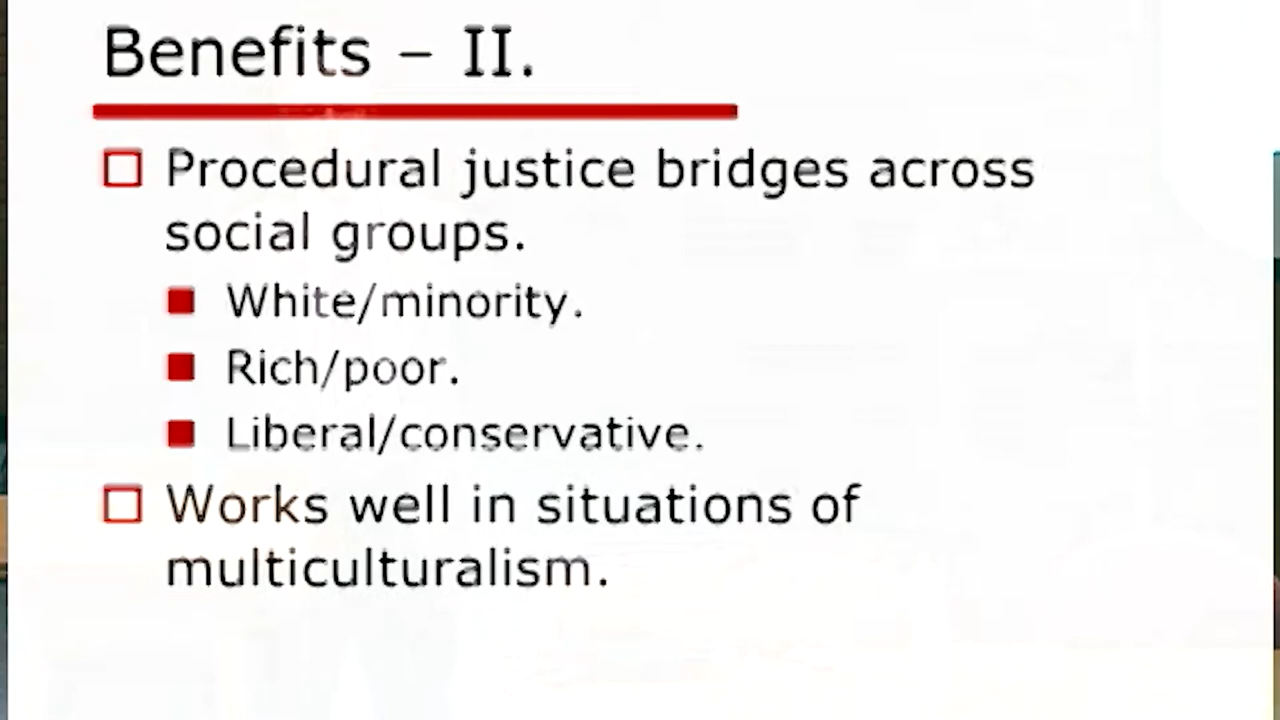 Benefits – II.
Procedural justice bridges across
social groups.
White/minority.
Rich/poor.
Liberal/conservative.
Works well in situations of
multiculturalism.